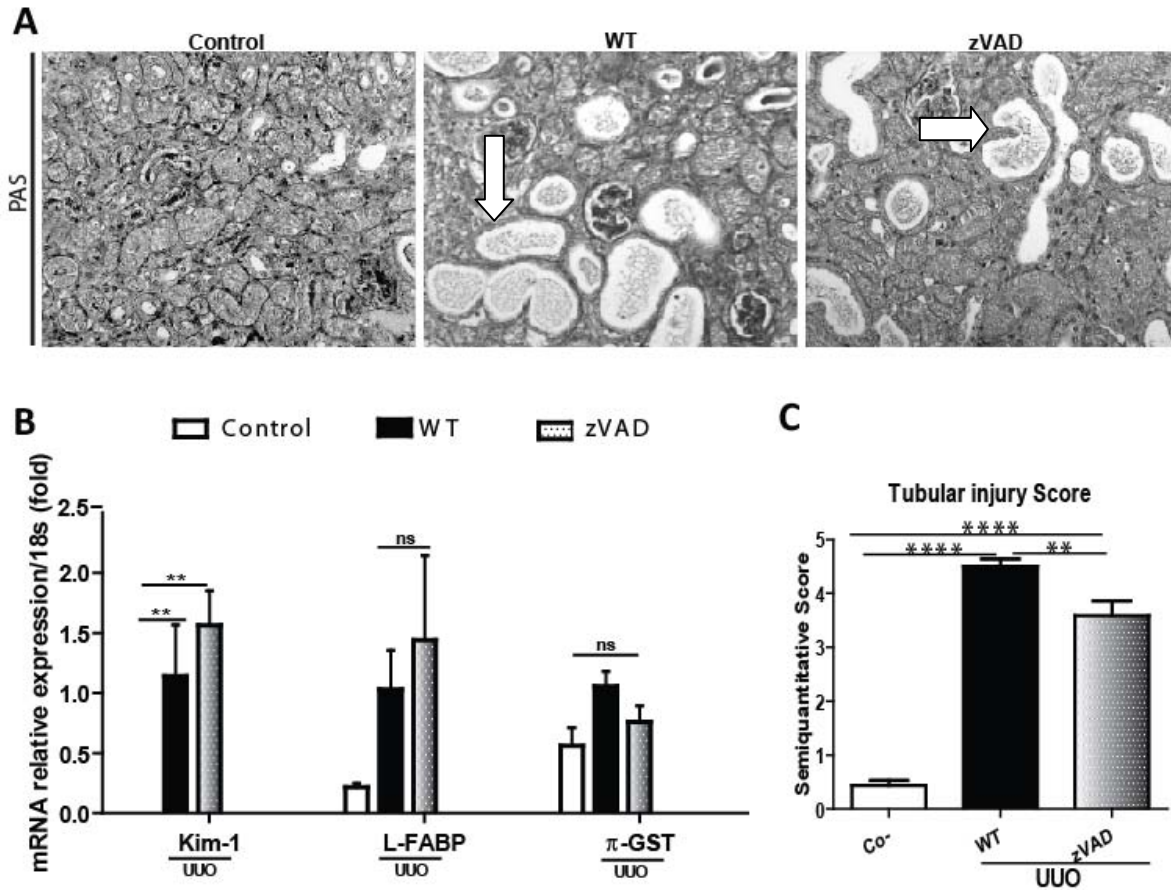 A
Control
WT
zVAD
PAS
B
Control
WT
zVAD
mRNA relative expression/18s (fold)
2.5
2.0
1.5
1.0
0.5
0.0
**
**
ns
ns
Kim-1
UUO
L-FABP
UUO
π-GST
UUO
C
Tubular injury Score
Semiquantitative Score
5
4
3
2
1
0
****
****
**
Co-
WT
zVAD
UUO